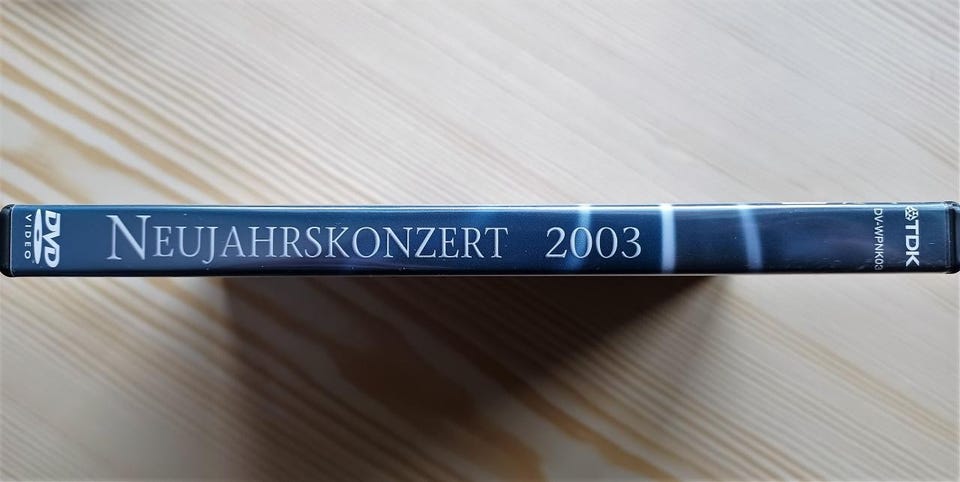 DVD
VIDEO
NEUJAHRSKONZERT 2003
DV-WPNK03
TDK